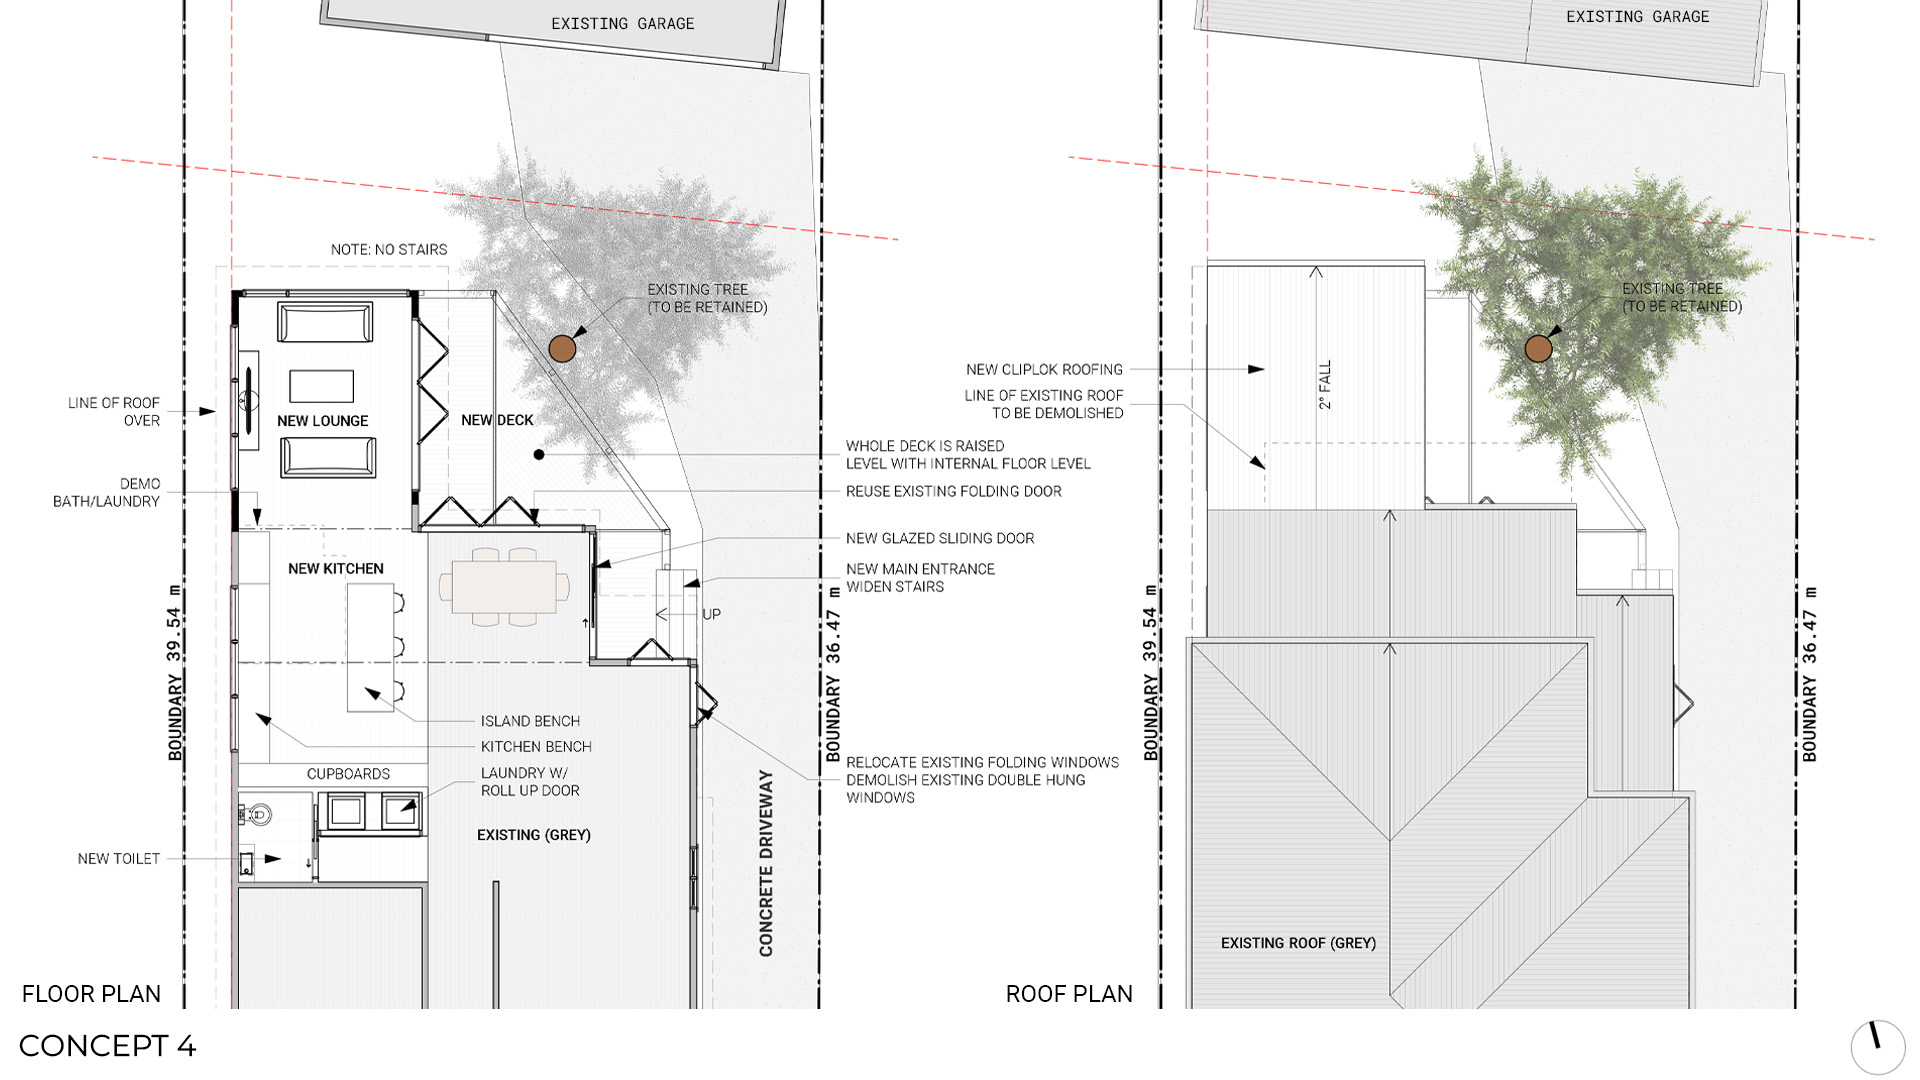 EXISTING GARAGE
NOTE: NO STAIRS
EXISTING TREE
(TO BE RETAINED)
LINE OF ROOF
OVER
NEW LOUNGE
NEW DECK
WHOLE DECK IS RAISED
LEVEL WITH INTERNAL FLOOR LEVEL
DEMO
BATH/LAUNDRY
REUSE EXISTING FOLDING DOOR
NEW GLAZED SLIDING DOOR
NEW KITCHEN
NEW MAIN ENTRANCE
WIDEN STAIRS
UP
BOUNDARY 39.54 m
BOUNDARY 36.47 m
ISLAND BENCH
KITCHEN BENCH
CUPBOARDS
LAUNDRY W/
ROLL UP DOOR
RELOCATE EXISTING FOLDING WINDOWS
DEMOLISH EXISTING DOUBLE HUNG
WINDOWS
EXISTING (GREY)
NEW TOILET
CONCRETE DRIVEWAY
FLOOR PLAN
EXISTING GARAGE
EXISTING TREE
(TO BE RETAINED)
NEW CLIPLOK ROOFING
LINE OF EXISTING ROOF
TO BE DEMOLISHED
2° FALL
BOUNDARY 39.54 m
BOUNDARY 36.47 m
EXISTING ROOF (GREY)
ROOF PLAN
CONCEPT 4